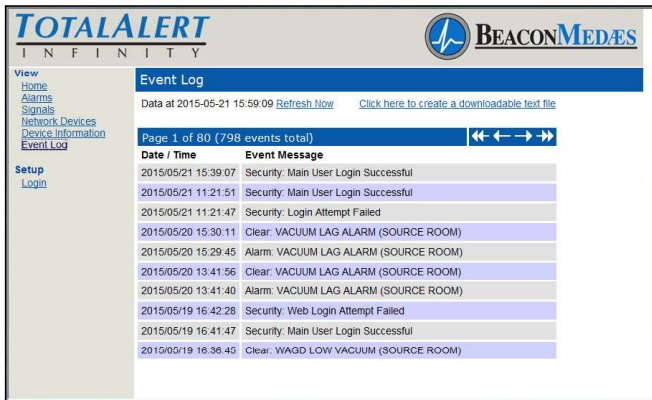 TOTALALERT
INFINITY
BEACONMEDÆS
View
Home
Alarms
Signals
Network Devices
Device Information
Event Log
Setup
Login
Event Log
Data at 2015-05-21 15:59:09 Refresh Now Click here to create a downloadable text file
Page 1 of 80 (798 events total)
Date / Time Event Message
2015/05/21 15:39:07 Security: Main User Login Successful
2015/05/21 11:21:51 Security: Main User Login Successful
2015/05/21 11:21:47 Security: Login Attempt Failed
2015/05/20 15:30:11 Clear: VACUUM LAG ALARM (SOURCE ROOM)
2015/05/20 15:29:45 Alarm: VACUUM LAG ALARM (SOURCE ROOM)
2015/05/20 13:41:56 Clear: VACUUM LAG ALARM (SOURCE ROOM)
2015/05/20 13:41:40 Alarm: VACUUM LAG ALARM (SOURCE ROOM)
2015/05/19 16:42:28 Security: Web Login Attempt Failed
2015/05/19 16:41:47 Security: Main User Login Successful
2015/05/19 16:36:45 Clear: WAGD LOW VACUUM (SOURCE ROOM)